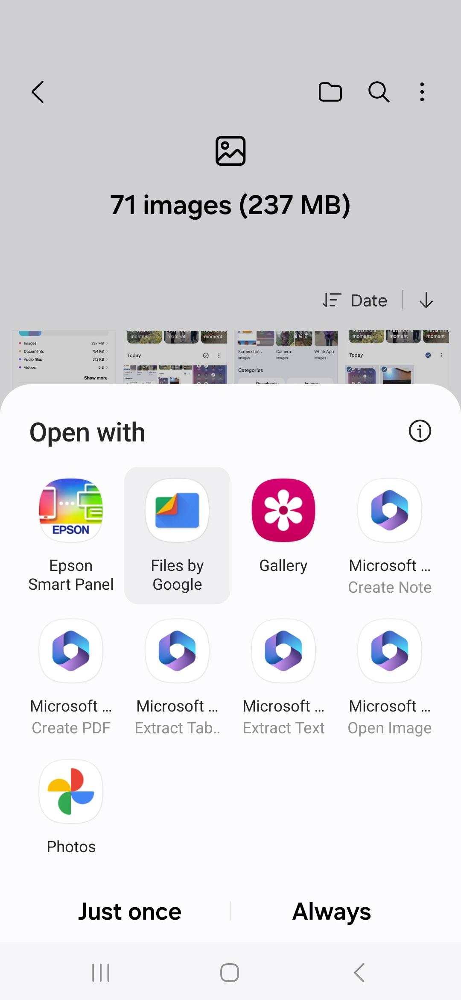 71 images (237 MB)
Date
Images 237 MB
Documents 754 KB
Audio files 312 KB
Videos 0 B
Show more
moment
moment
moment
Today
Screenshots
Images
Camera
Images
WhatsApp
Images
Categories
Downloads
Images
moment
moment
moment
Today
Open with
EPSON
Epson
Smart Panel
Files by
Google
Gallery
Microsoft ...
Create Note
Microsoft ...
Create PDF
Microsoft ...
Extract Tab..
Microsoft ...
Extract Text
Microsoft ...
Open Image
Photos
Just once
Always